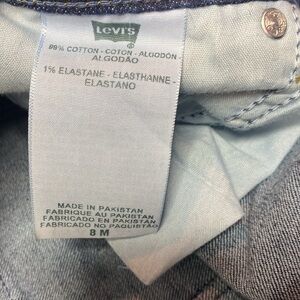 LEVI'S
®
99% COTTON - COTON - ALGODÓN
ALGODÃO
1% ELASTANE - ELASTHANNE -
ELASTANO
MADE IN PAKISTAN
FABRIQUE AU PAKISTAN
FABRICADO EN PAKISTAN
FABRICADO NO PAQUISTÃO
8 M